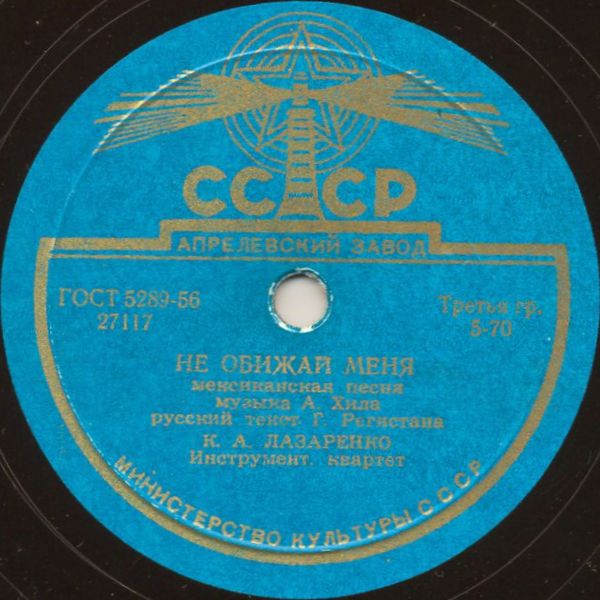 СССР
АПРЕЛЕВСКИЙ ЗАВОД
ГОСТ 5289-56
27117
Третья гр.
5-70
НЕ ОБИЖАЙ МЕНЯ
мексиканская песня
музыка А. Хила
русский текст Г. Регистана
К. А. ЛАЗАРЕНКО
Инструмент. квартет
МИНИСТЕРСТВО КУЛЬТУРЫ СССР